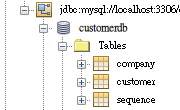 jdbc:mysql://localhost:3306/
customerdb
Tables
company
customer
sequence